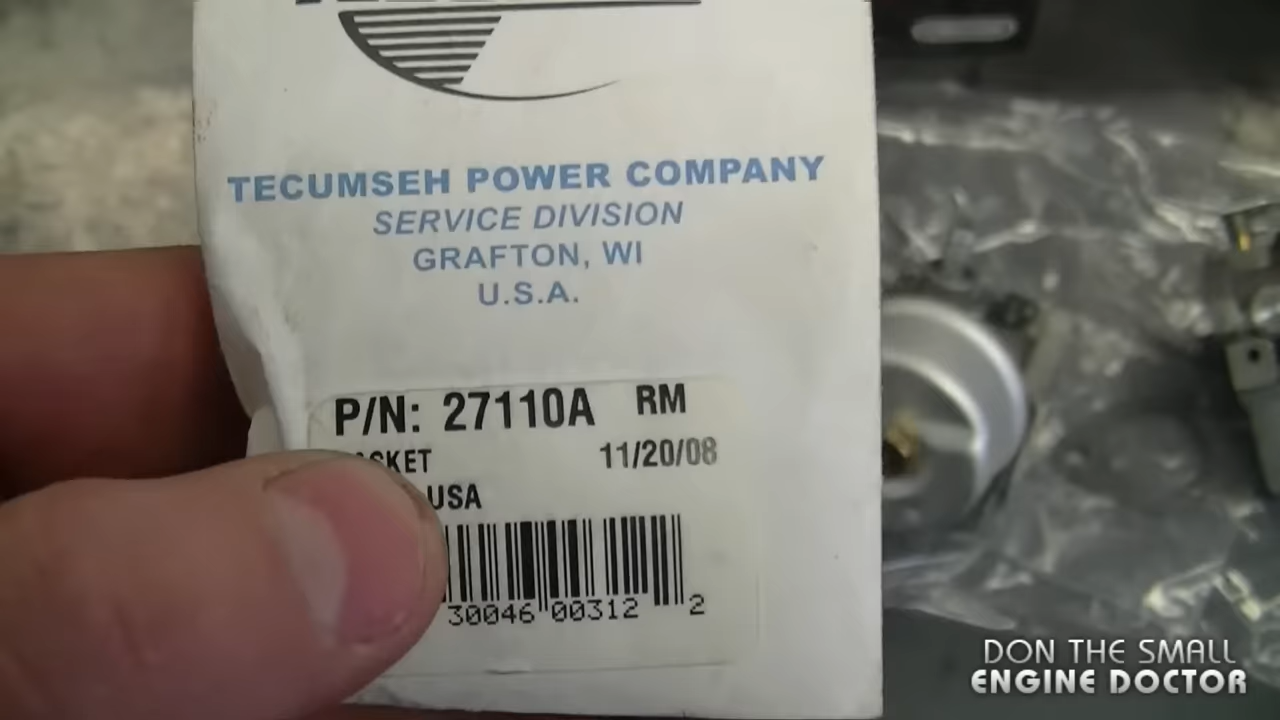 TECUMSEH POWER COMPANY
SERVICE DIVISION
GRAFTON, WI
U.S.A.
P/N: 27110A RM
11/20/08
USA
30046 00312 2
DON THE SMALL
ENGINE DOCTOR